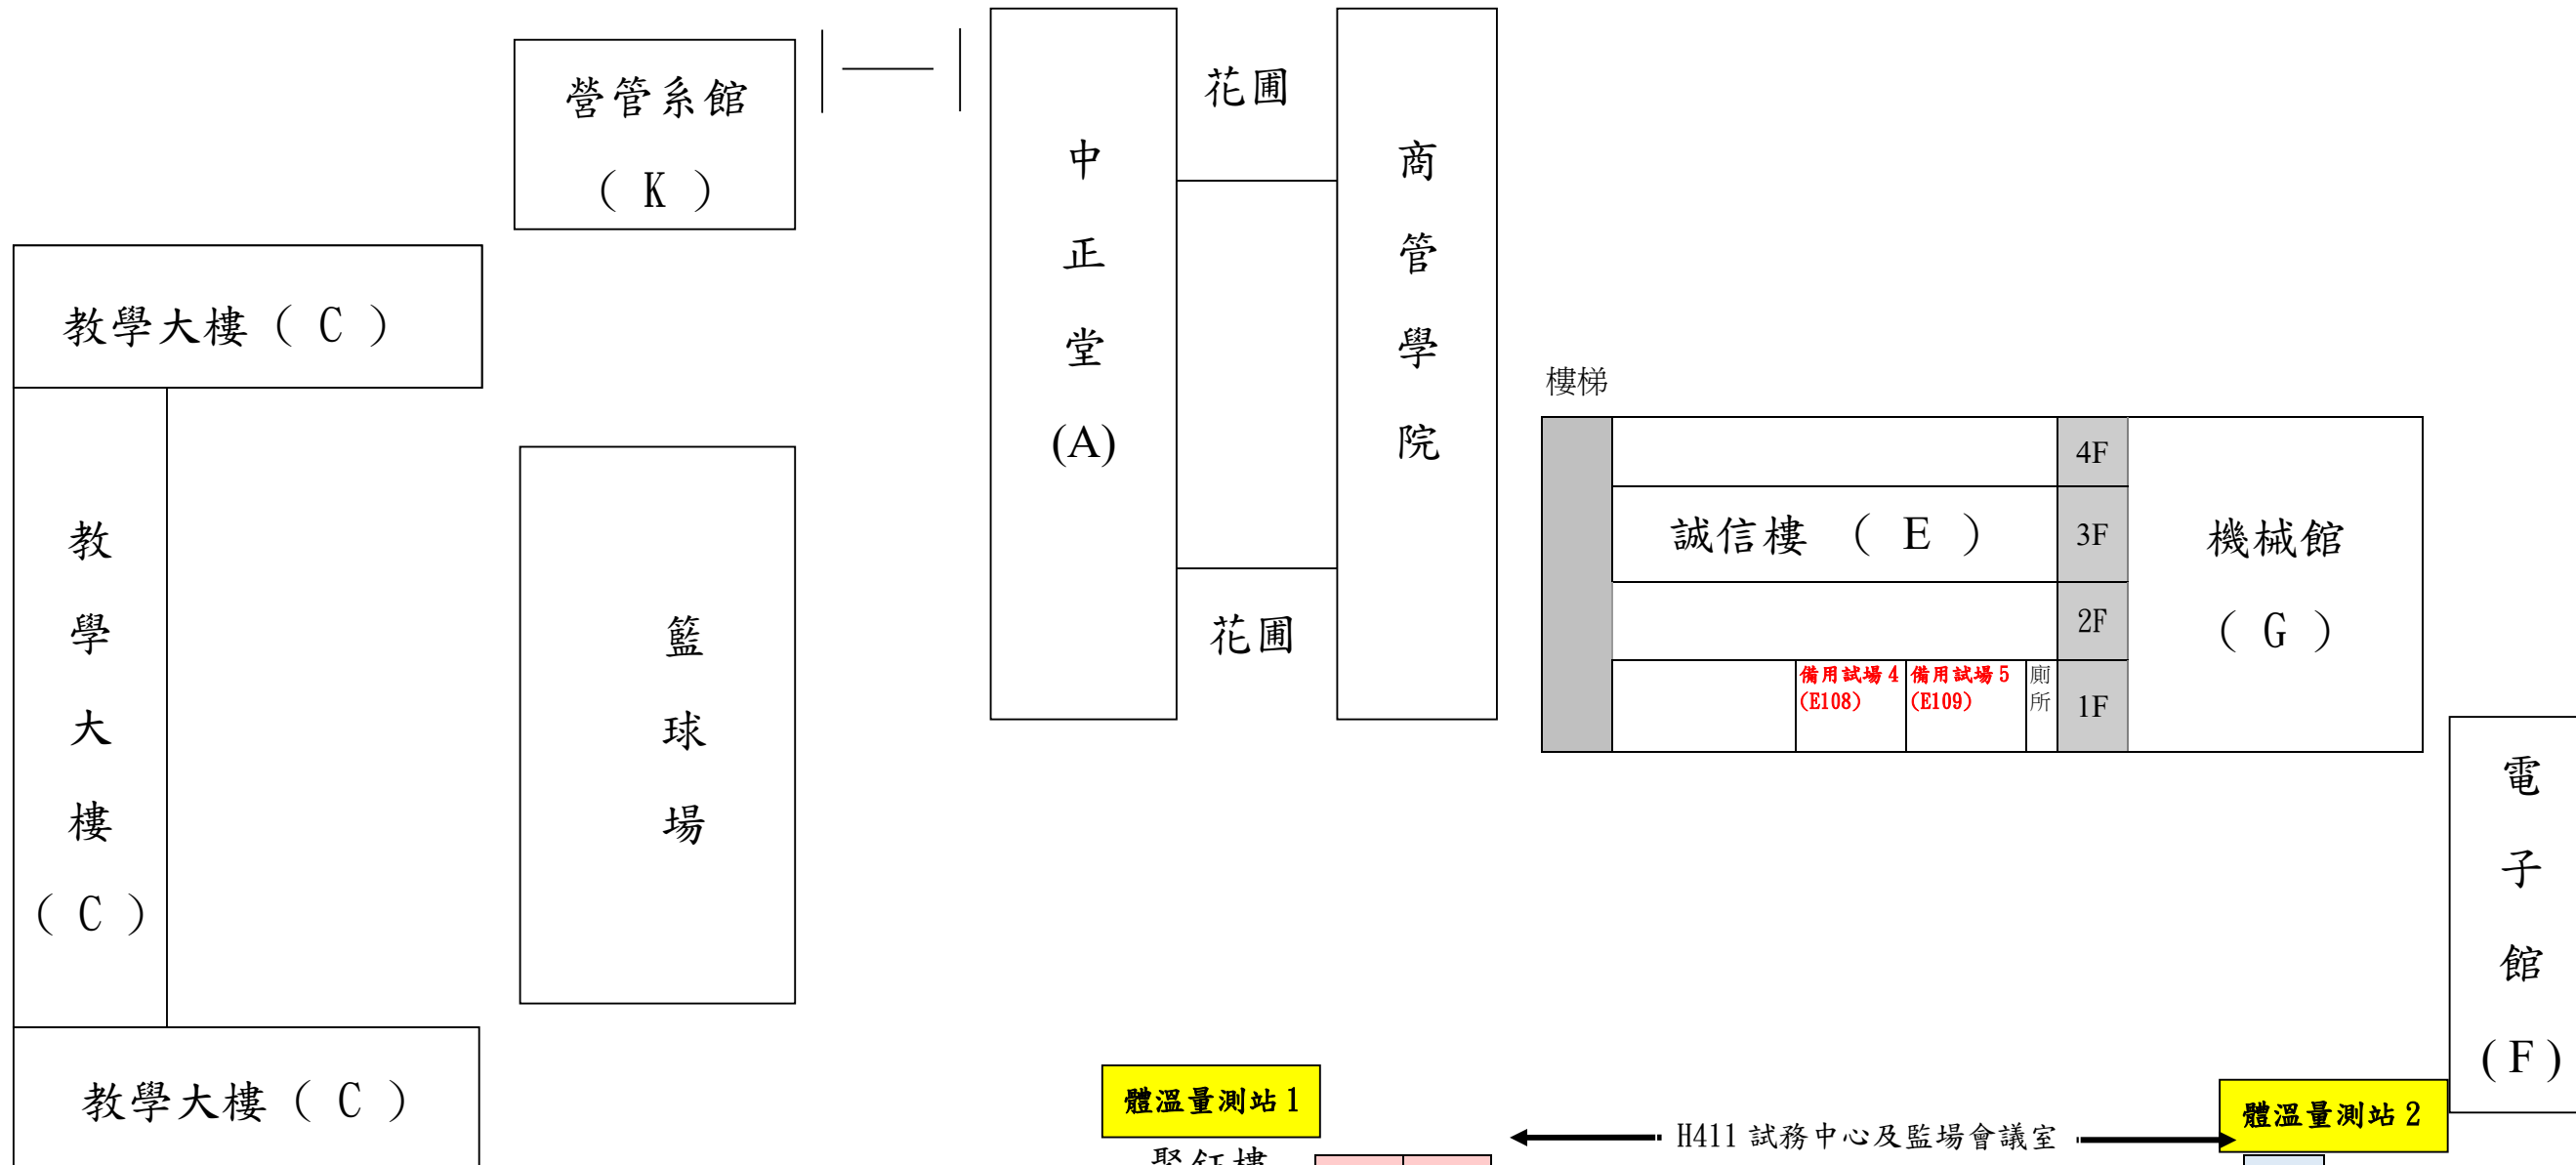 營管系館
( K )
花圃
中正堂(A)
商管學院
教學大樓 ( C )
樓梯
4F
誠信樓 ( E )
3F
機械館
( G )
2F
備用試場 4
(E108)
備用試場 5
(E109)
廁所
1F
教學大樓( C )
籃球場
花圃
電子館( F )
教學大樓 ( C )
體溫量測站 1
H411 試務中心及監場會議室
體溫量測站 2